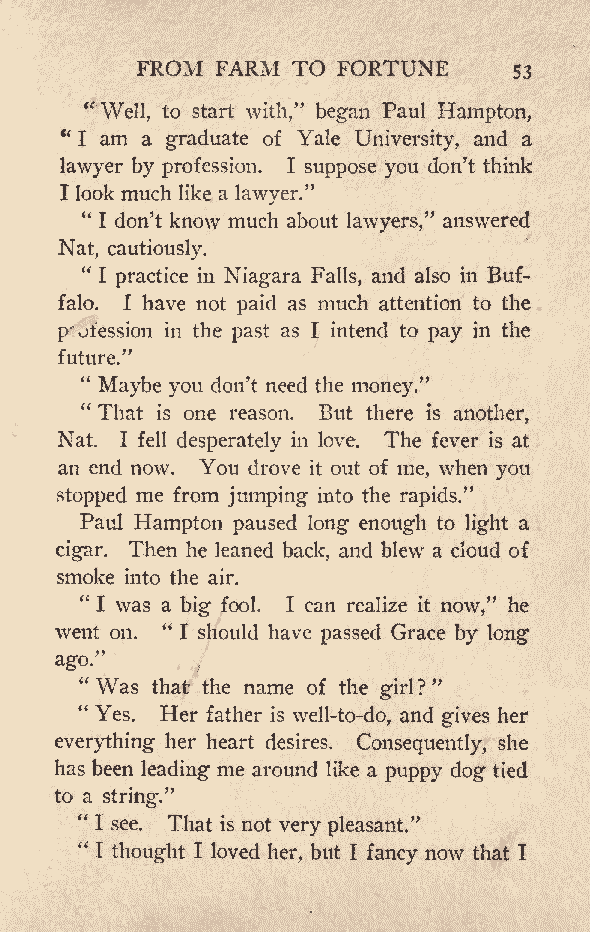 FROM FARM TO FORTUNE 53
“Well, to start with,” began Paul Hampton,
“I am a graduate of Yale University, and a
lawyer by profession. I suppose you don’t think
I look much like a lawyer.”
“I don’t know much about lawyers,” answered
Nat, cautiously.
“I practice in Niagara Falls, and also in Buf-
falo. I have not paid as much attention to the
profession in the past as I intend to pay in the
future.”
“Maybe you don’t need the money.”
“That is one reason. But there is another,
Nat. I fell desperately in love. The fever is at
an end now. You drove it out of me, when you
stopped me from jumping into the rapids.”
Paul Hampton paused long enough to light a
cigar. Then he leaned back, and blew a cloud of
smoke into the air.
“I was a big fool. I can realize it now,” he
went on. “I should have passed Grace by long
ago.”
“Was that the name of the girl?”
“Yes. Her father is well-to-do, and gives her
everything her heart desires. Consequently, she
has been leading me around like a puppy dog tied
to a string.”
“I see. That is not very pleasant.”
“I thought I loved her, but I fancy now that I